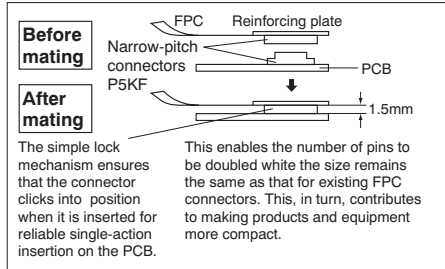 Before
mating
FPC
Reinforcing plate
Narrow-pitch
connectors
P5KF
PCB
After
mating
1.5mm
The simple lock
mechanism ensures
that the connector
clicks into position
when it is inserted for
reliable single-action
insertion on the PCB.
This enables the number of pins to
be doubled white the size remains
the same as that for existing FPC
connectors. This, in turn, contributes
to making products and equipment
more compact.